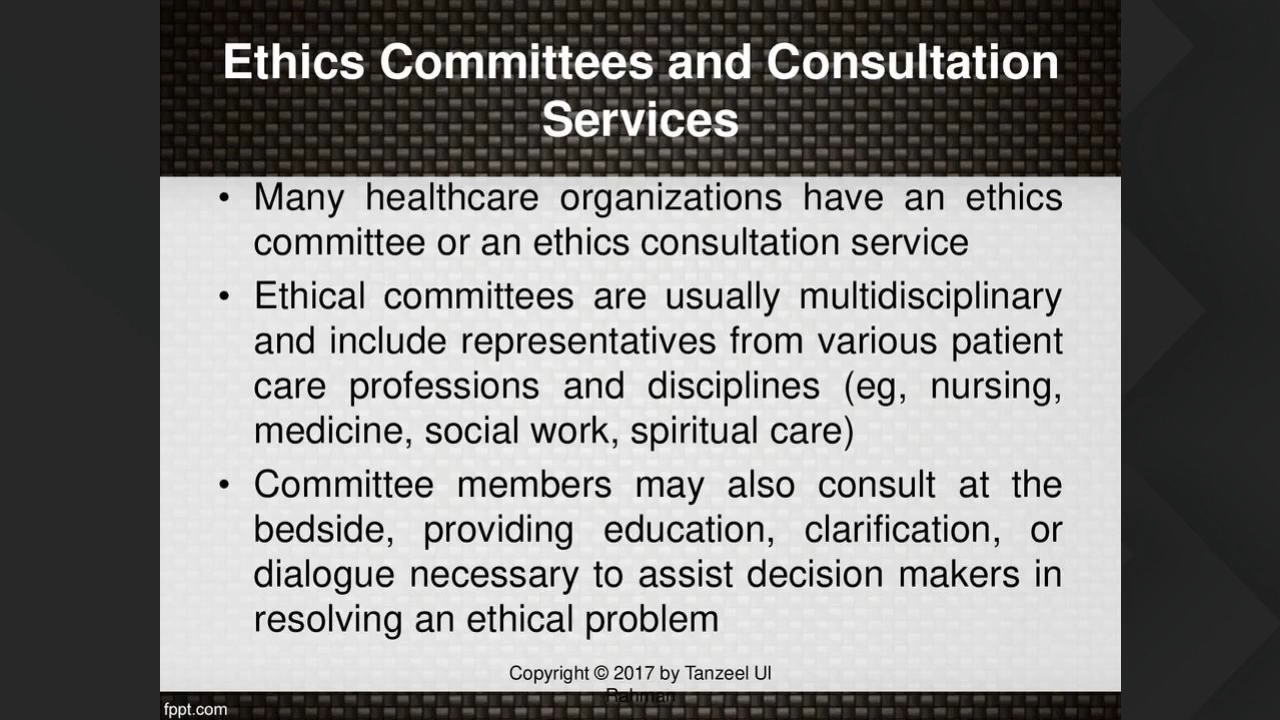 Ethics Committees and Consultation
Services
• Many healthcare organizations have an ethics
committee or an ethics consultation service
• Ethical committees are usually multidisciplinary
and include representatives from various patient
care professions and disciplines (eg, nursing,
medicine, social work, spiritual care)
• Committee members may also consult at the
bedside, providing education, clarification, or
dialogue necessary to assist decision makers in
resolving an ethical problem
Copyright © 2017 by Tanzeel Ul
Rahman
fppt.com